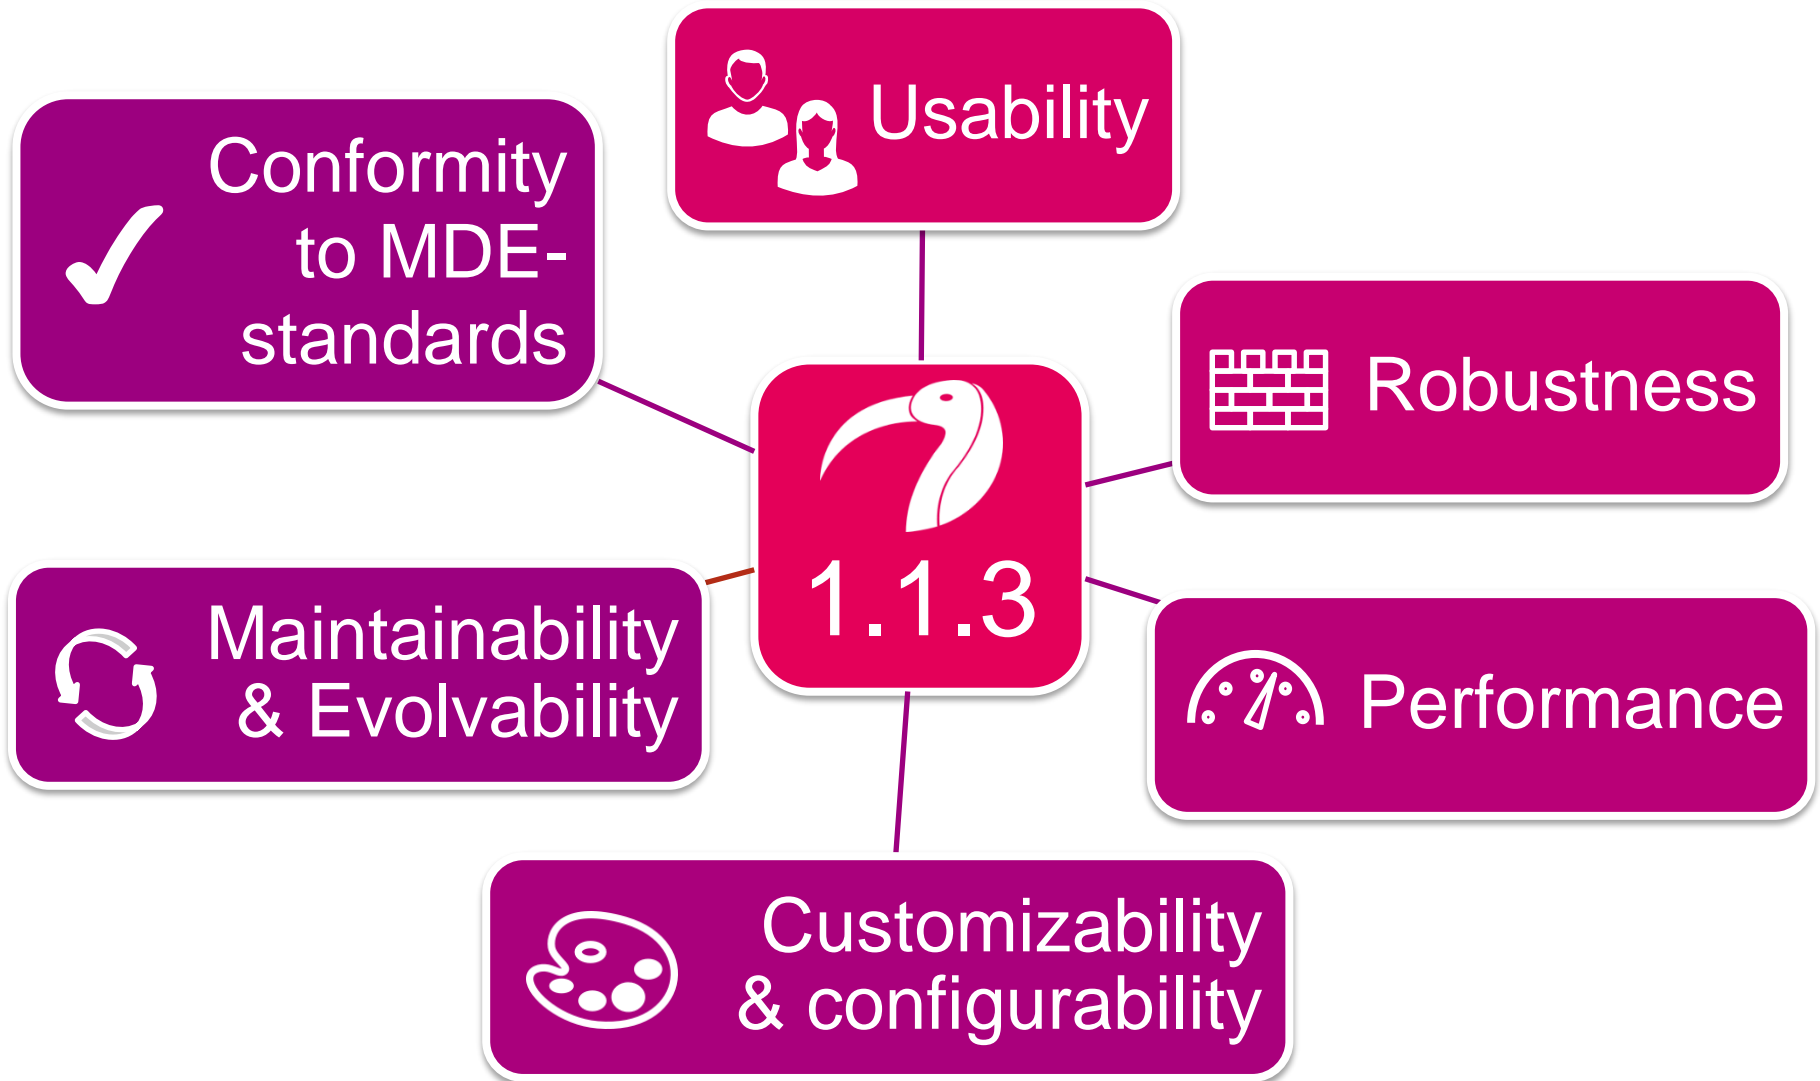 Usability
Conformity
to MDE-
standards
Robustness
1.1.3
Maintainability
& Evolvability
Performance
Customizability
& configurability